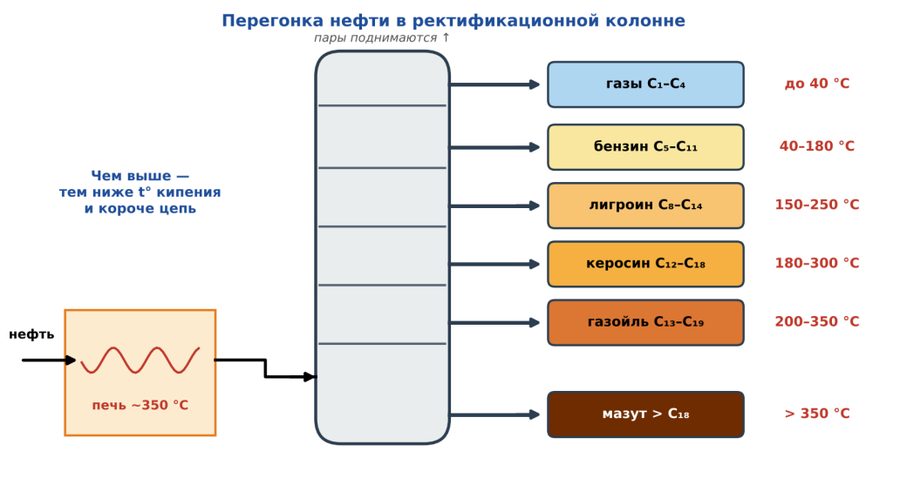 Перегонка нефти в ректификационной колонне
пары поднимаются ↑
газы C₁–C₄
до 40 °C
бензин C₅–C₁₁
40–180 °C
Чем выше —
тем ниже t° кипения
и короче цепь
лигроин C₈–C₁₄
150–250 °C
керосин C₁₂–C₁₈
180–300 °C
газойль C₁₃–C₁₉
200–350 °C
нефть
печь ~350 °C
мазут > C₁₈
> 350 °C